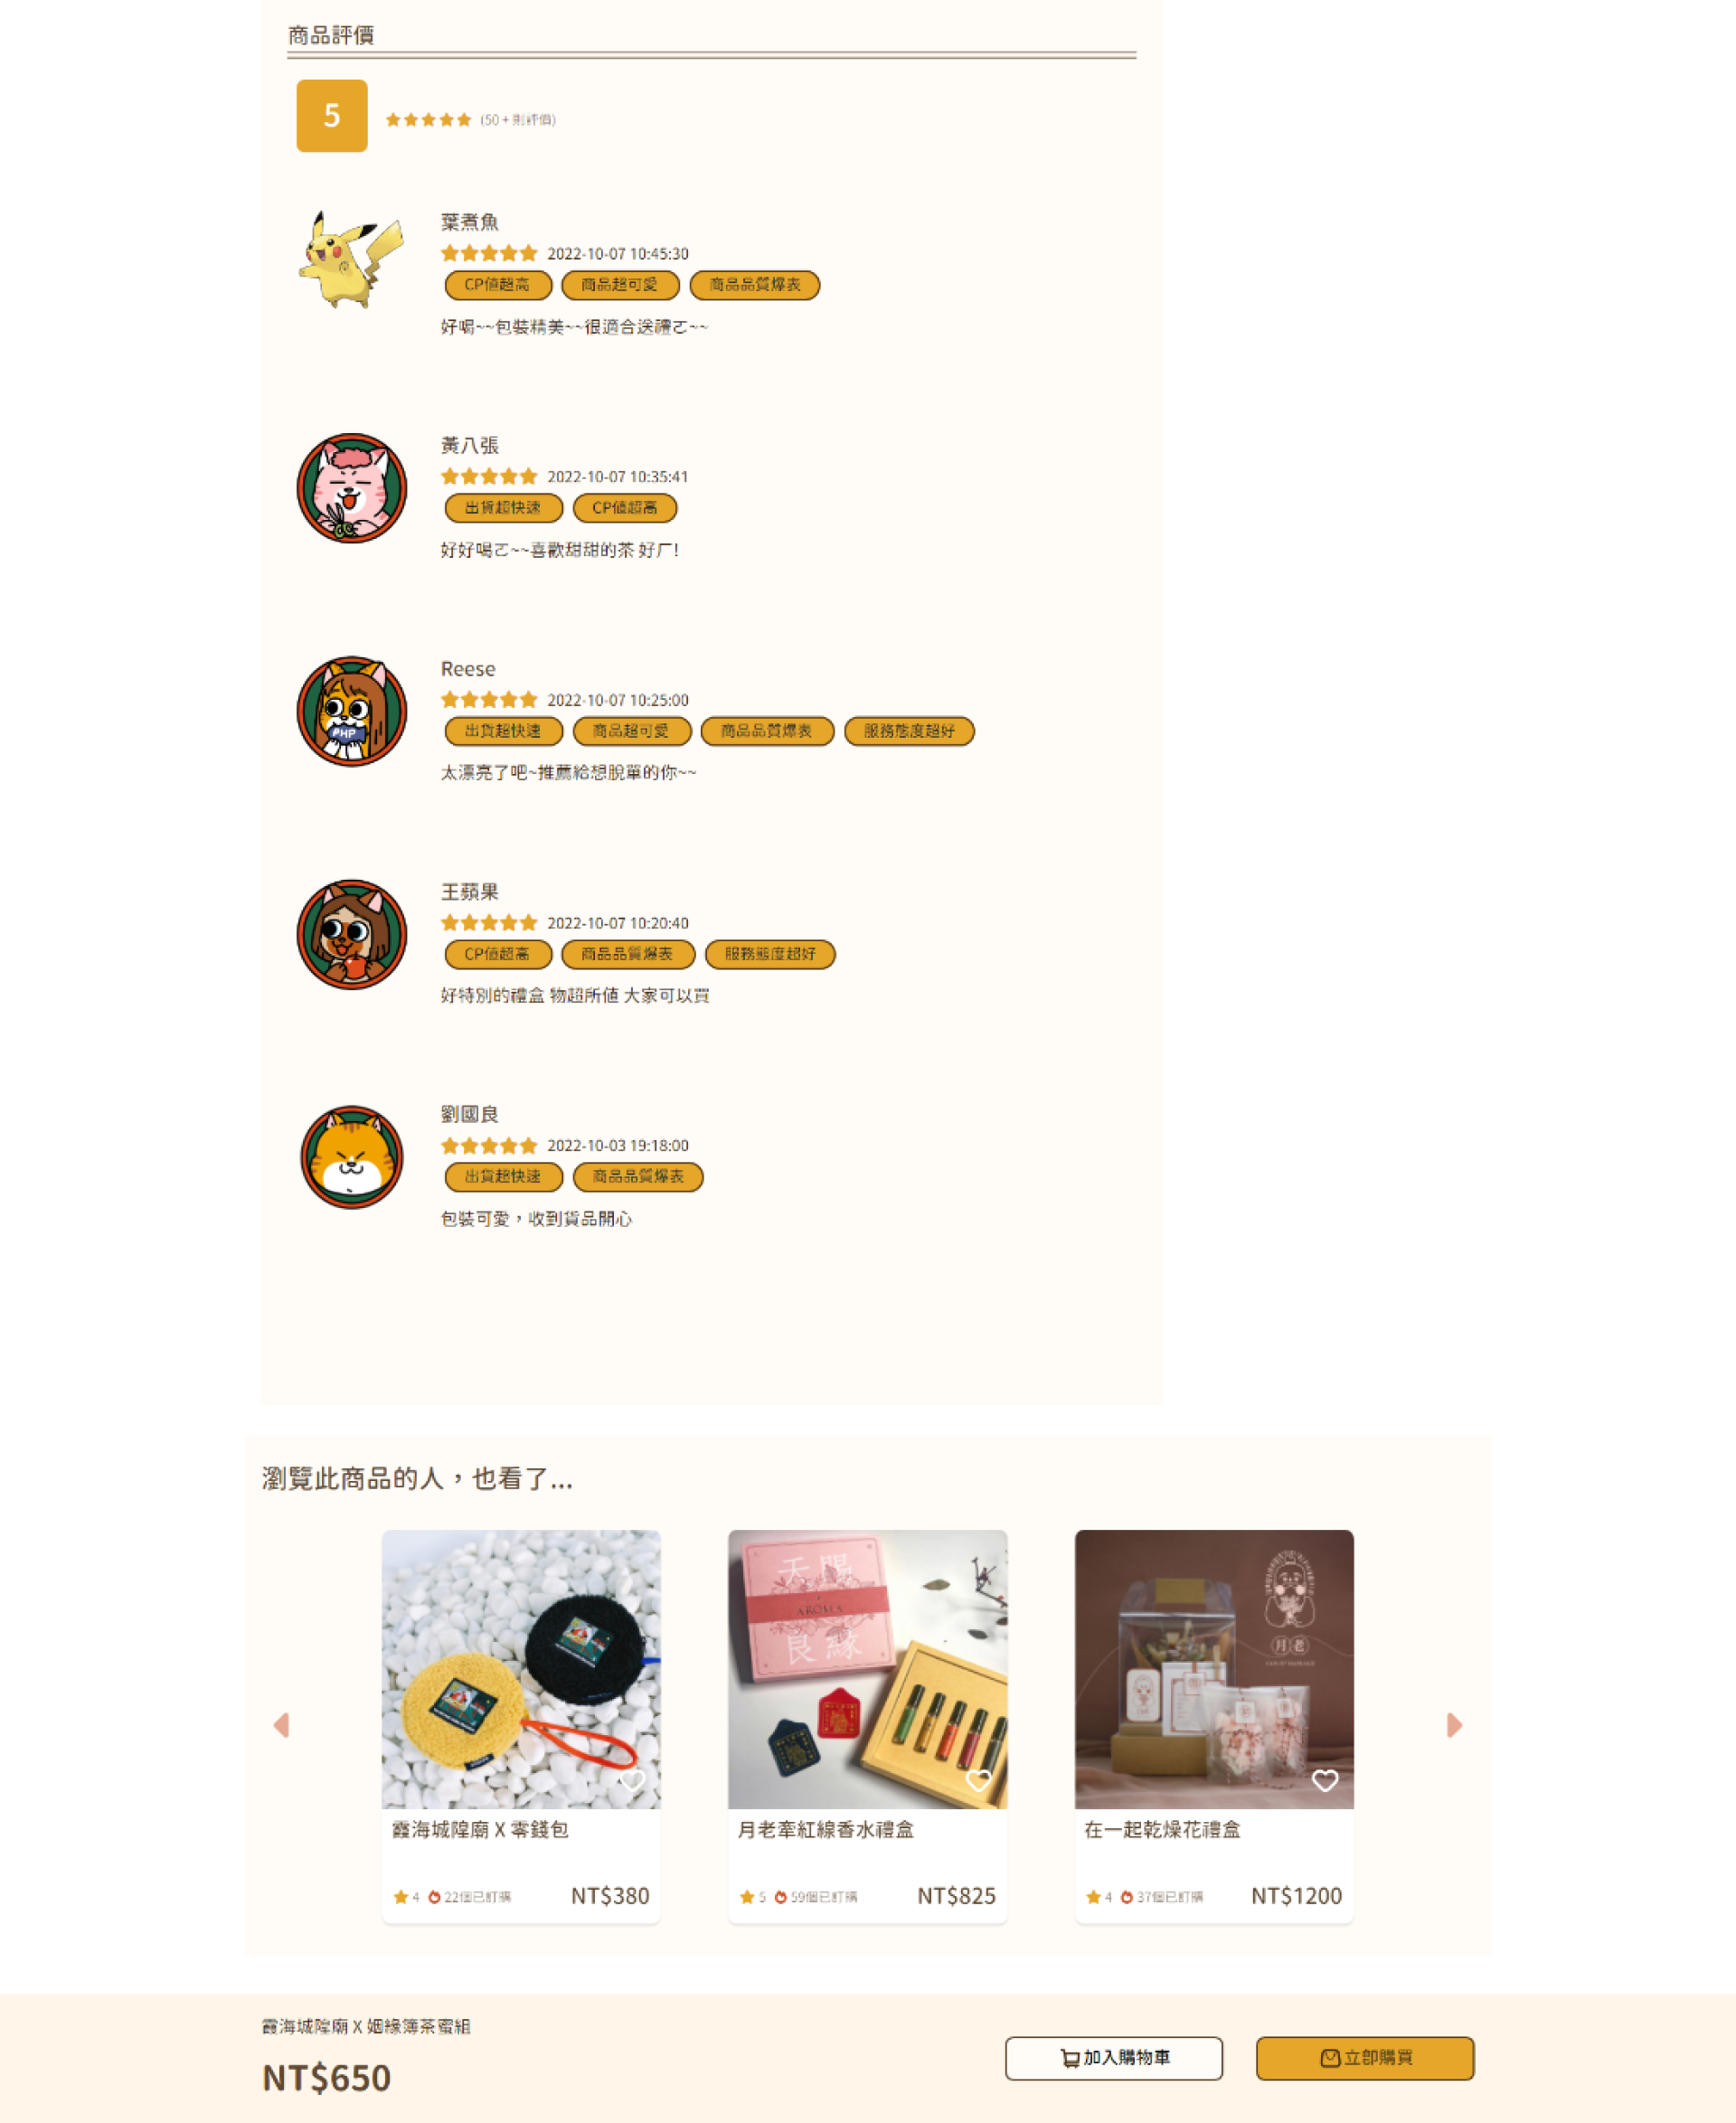 商品評價
5
(50 + 則評價)
葉煮魚
2022-10-07 10:45:30
CP值超高 商品超可愛 商品品質爆表
好喝~~包裝精美~~很適合送禮ㄛ~~
黃八張
2022-10-07 10:35:41
出貨超快速 CP值超高
好好喝ㄛ~~喜歡甜甜的茶 好ㄏ!
Reese
2022-10-07 10:25:00
出貨超快速 商品超可愛 商品品質爆表 服務態度超好
PHP
太漂亮了吧~推薦給想脫單的你~~
王蘋果
2022-10-07 10:20:40
CP值超高 商品品質爆表 服務態度超好
好特別的禮盒 物超所值 大家可以買
劉國良
2022-10-03 19:18:00
出貨超快速 商品品質爆表
包裝可愛，收到貨品開心
瀏覽此商品的人，也看了...
天賜
AROMA
良緣
月老
霞海城隍廟 X 零錢包
月老牽紅線香水禮盒
在一起乾燥花禮盒
4 22個已訂購 NT$380
5 59個已訂購 NT$825
4 37個已訂購 NT$1200
霞海城隍廟 X 姻緣簿茶蜜組
NT$650
加入購物車
立即購買